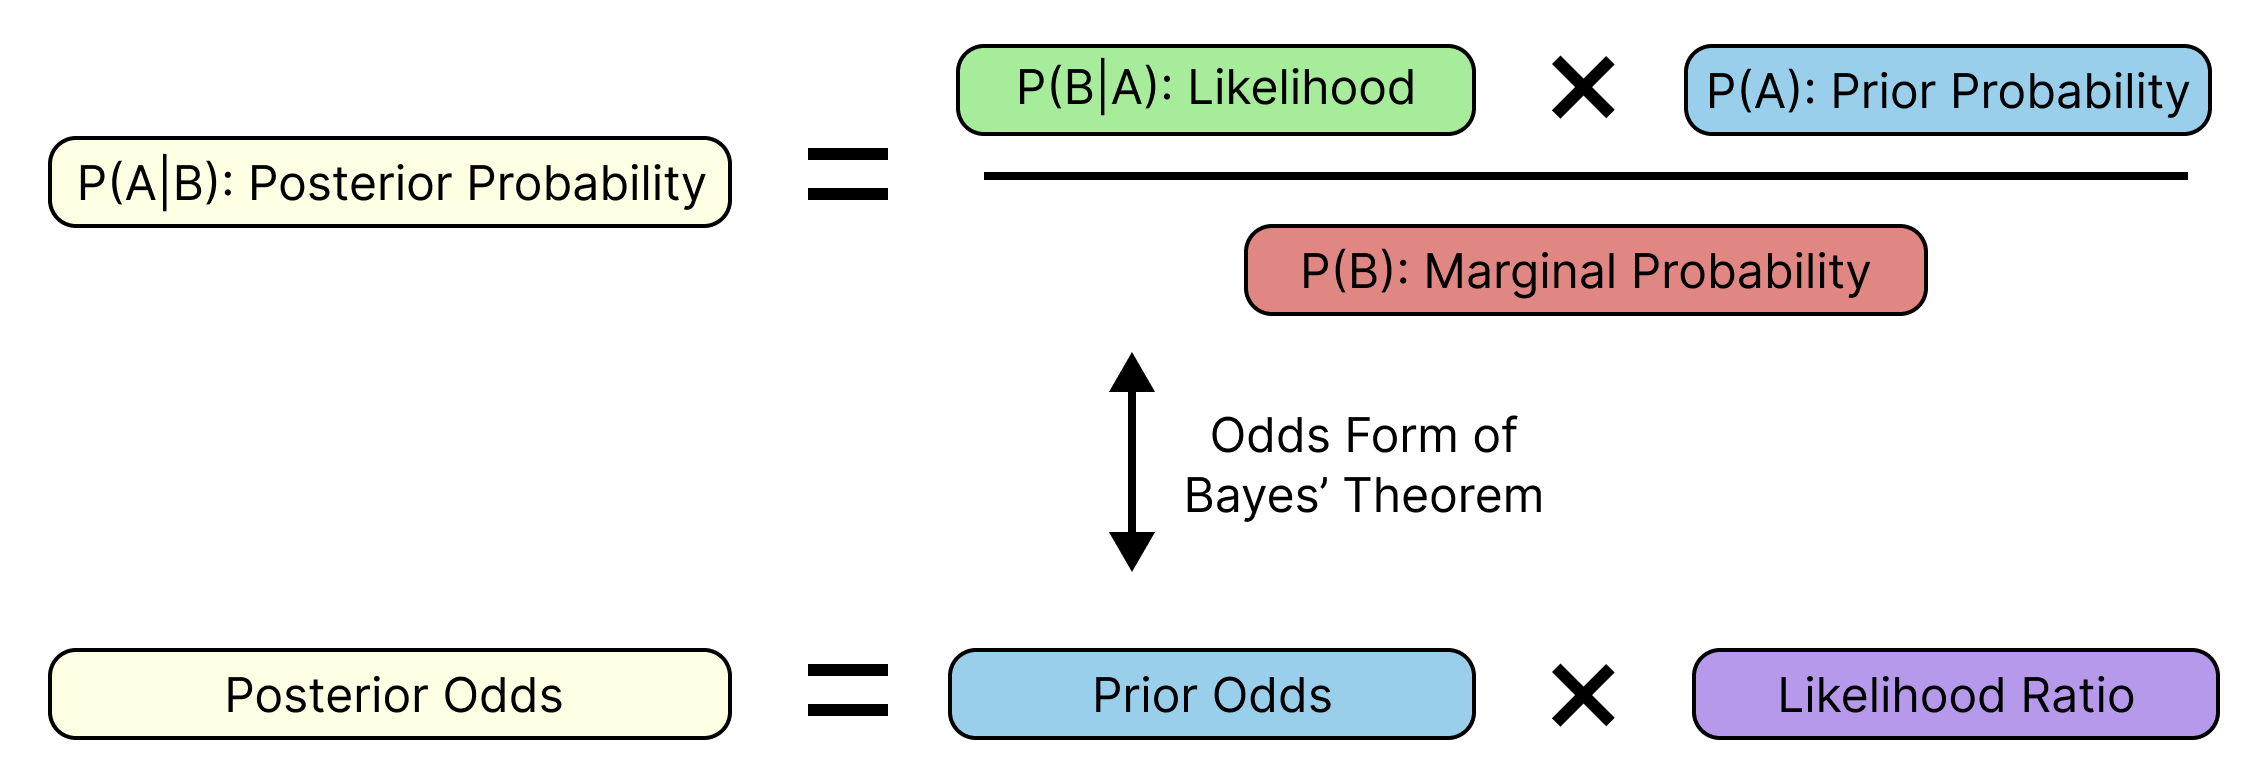 P(B|A): Likelihood × P(A): Prior Probability
P(A|B): Posterior Probability =
P(B): Marginal Probability
Odds Form of
Bayes’ Theorem
Posterior Odds = Prior Odds × Likelihood Ratio